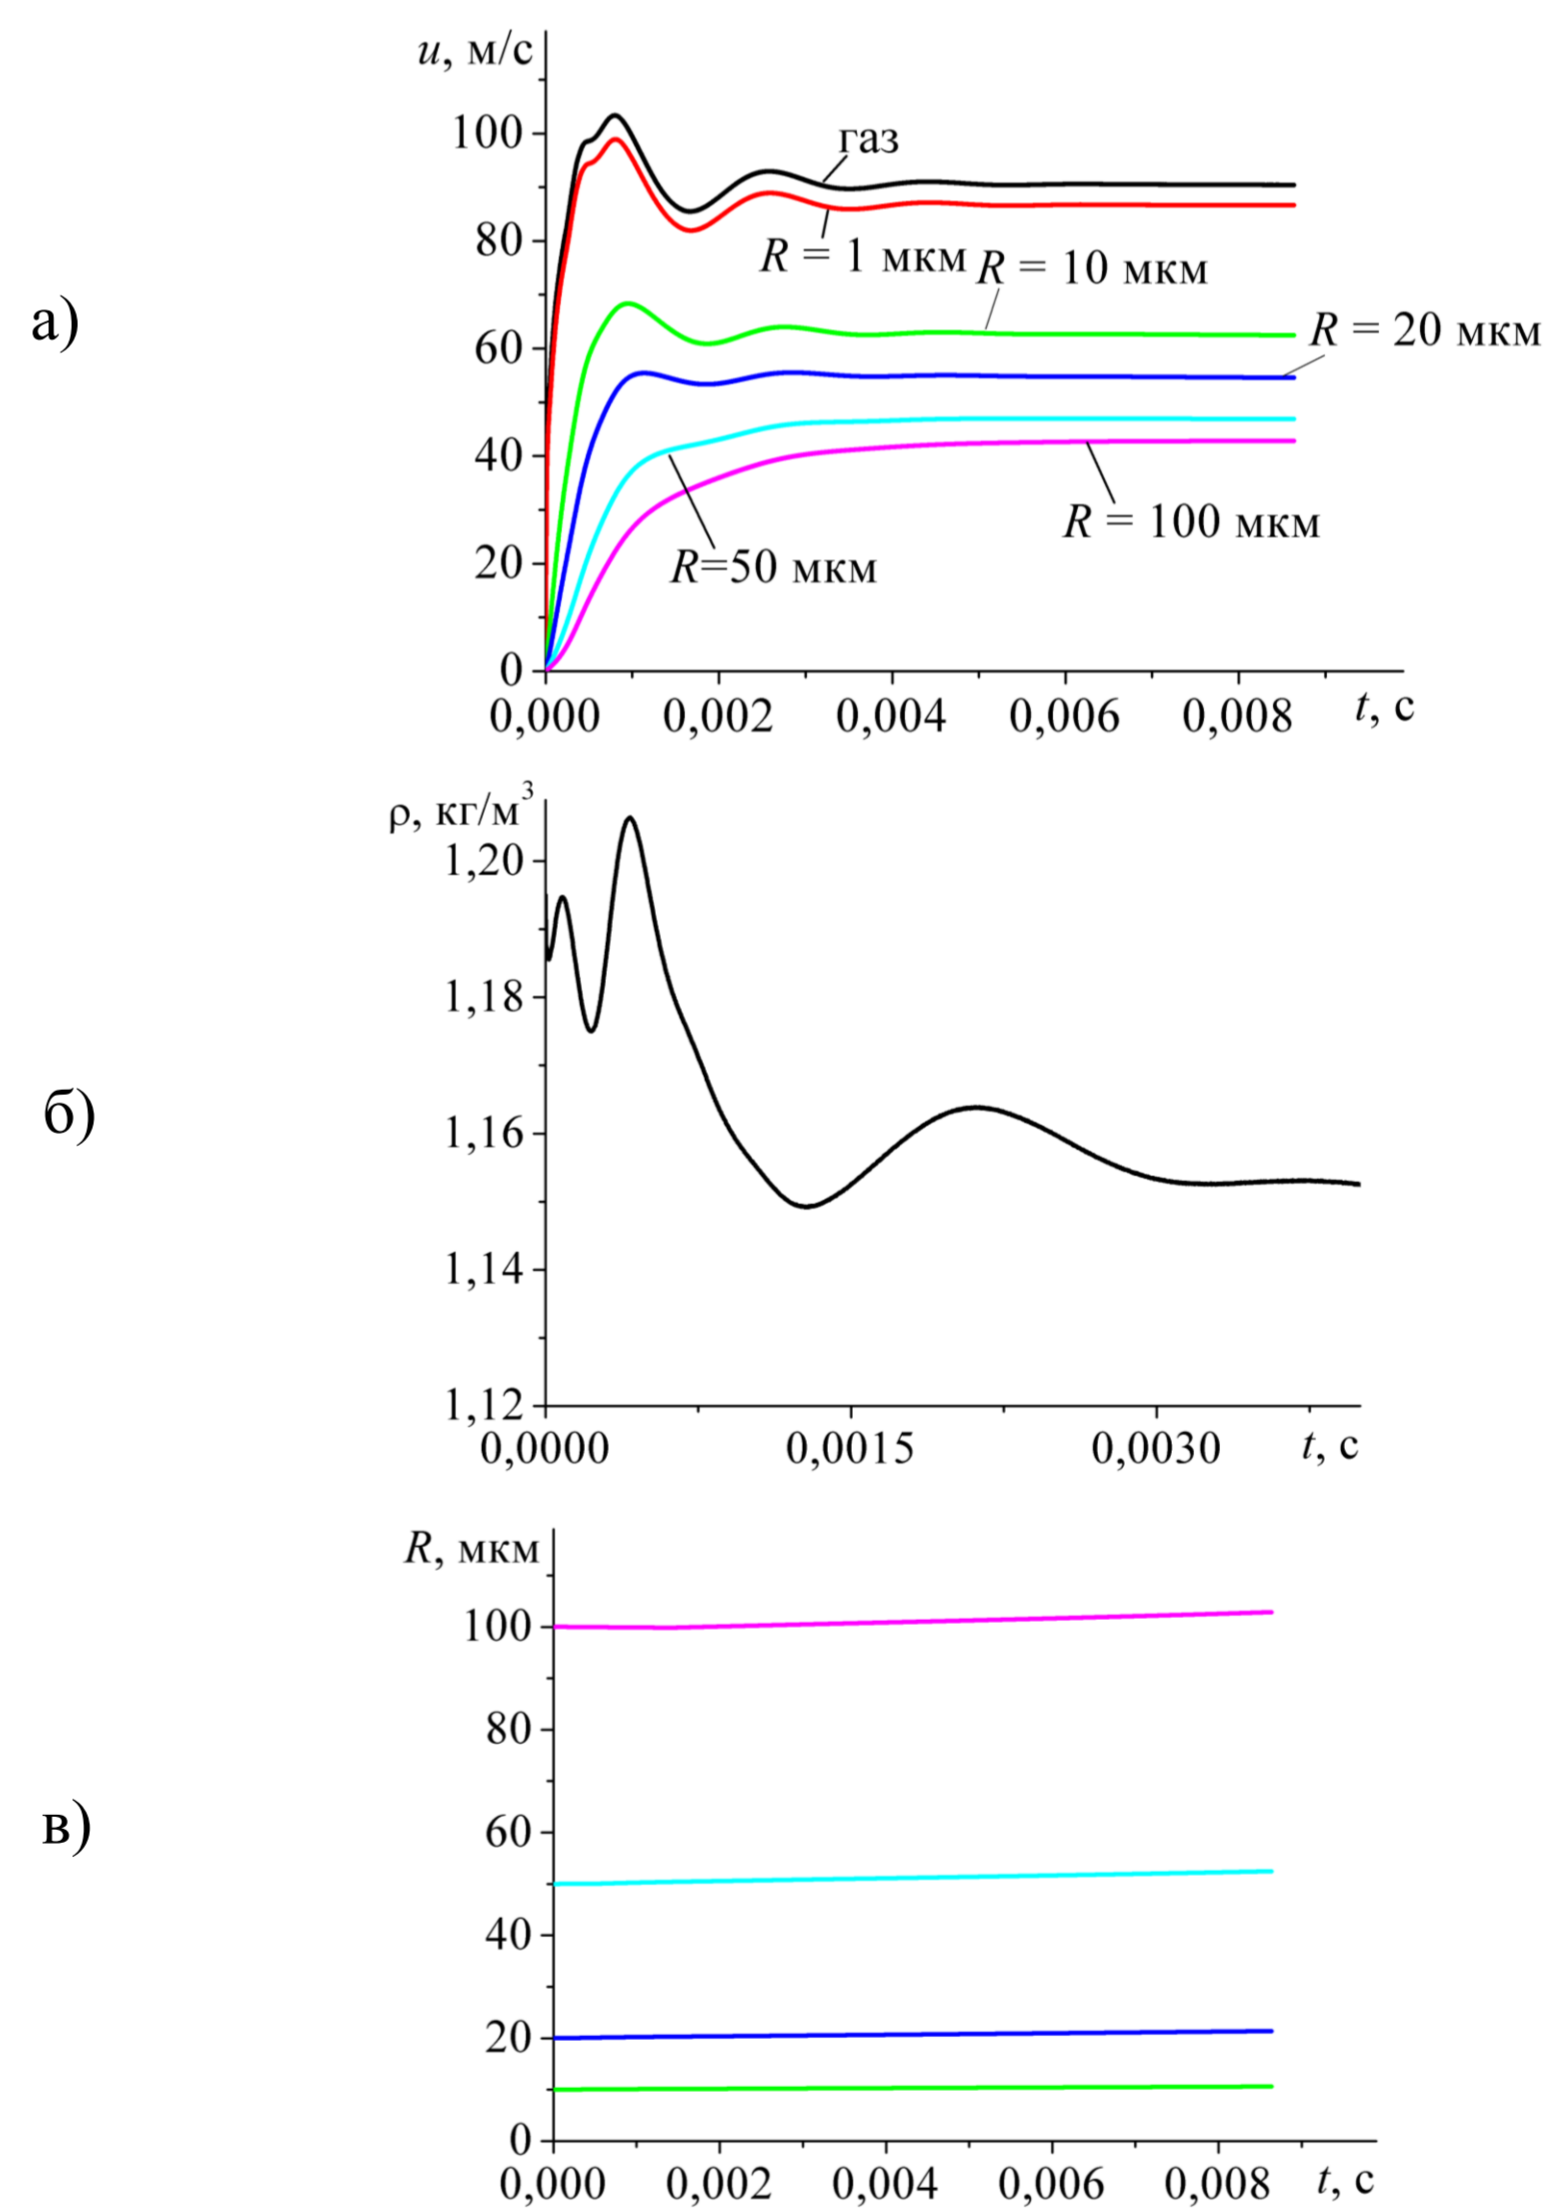 а)
u, м/с
100
80
60
40
20
0
газ
R = 1 мкм
R = 10 мкм
R = 20 мкм
R = 100 мкм
R=50 мкм
0,000 0,002 0,004 0,006 0,008 t, с
б)
ρ, кг/м³
1,20
1,18
1,16
1,14
1,12
0,0000 0,0015 0,0030 t, с
в)
R, мкм
100
80
60
40
20
0
0,000 0,002 0,004 0,006 0,008 t, с